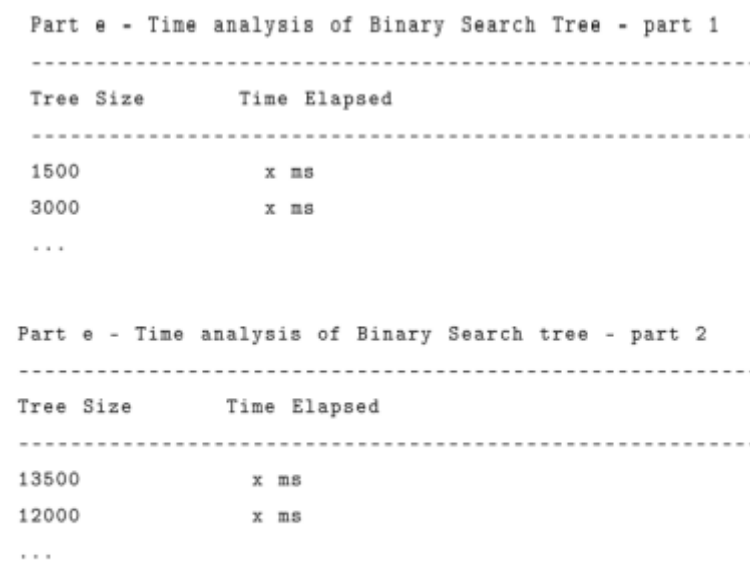 Part e - Time analysis of Binary Search Tree - part 1
------------------------------------------------------------
Tree Size Time Elapsed
------------------------------------------------------------
1500 x ms
3000 x ms
...
Part e - Time analysis of Binary Search tree - part 2
------------------------------------------------------------
Tree Size Time Elapsed
------------------------------------------------------------
13500 x ms
12000 x ms
...